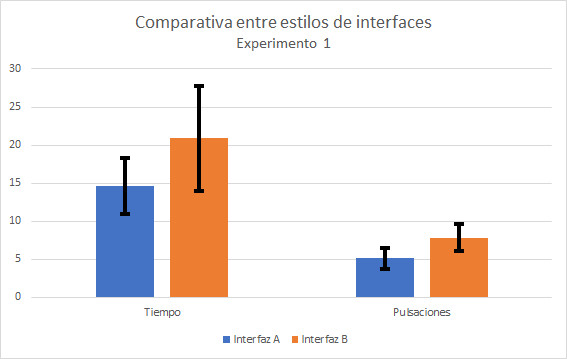 Comparativa entre estilos de interfaces
Experimento 1
30
25
20
15
10
5
0
Tiempo
Pulsaciones
Interfaz A
Interfaz B